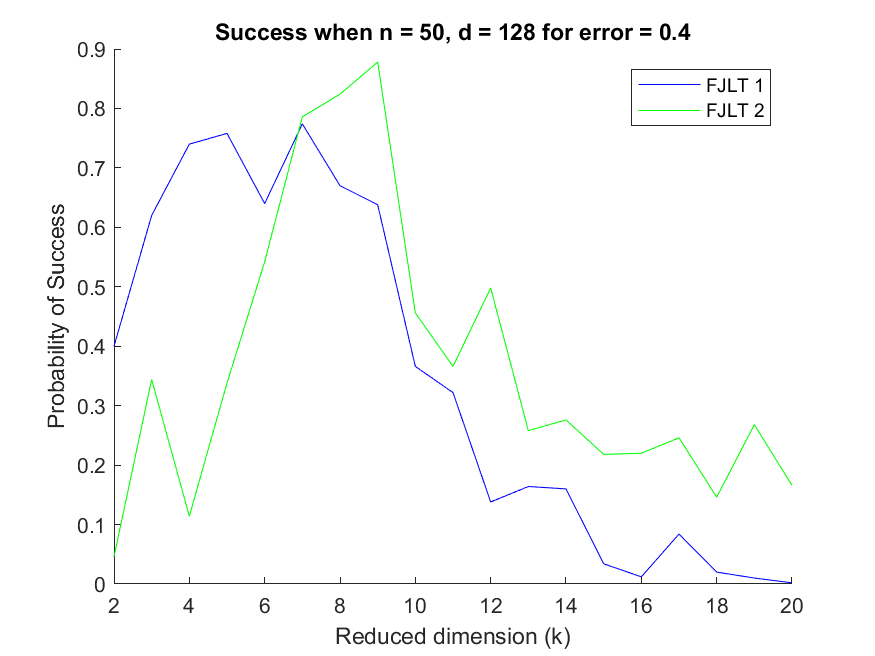 Success when n = 50, d = 128 for error = 0.4
FJLT 1
FJLT 2
Probability of Success
0.9
0.8
0.7
0.6
0.5
0.4
0.3
0.2
0.1
0
2 4 6 8 10 12 14 16 18 20
Reduced dimension (k)